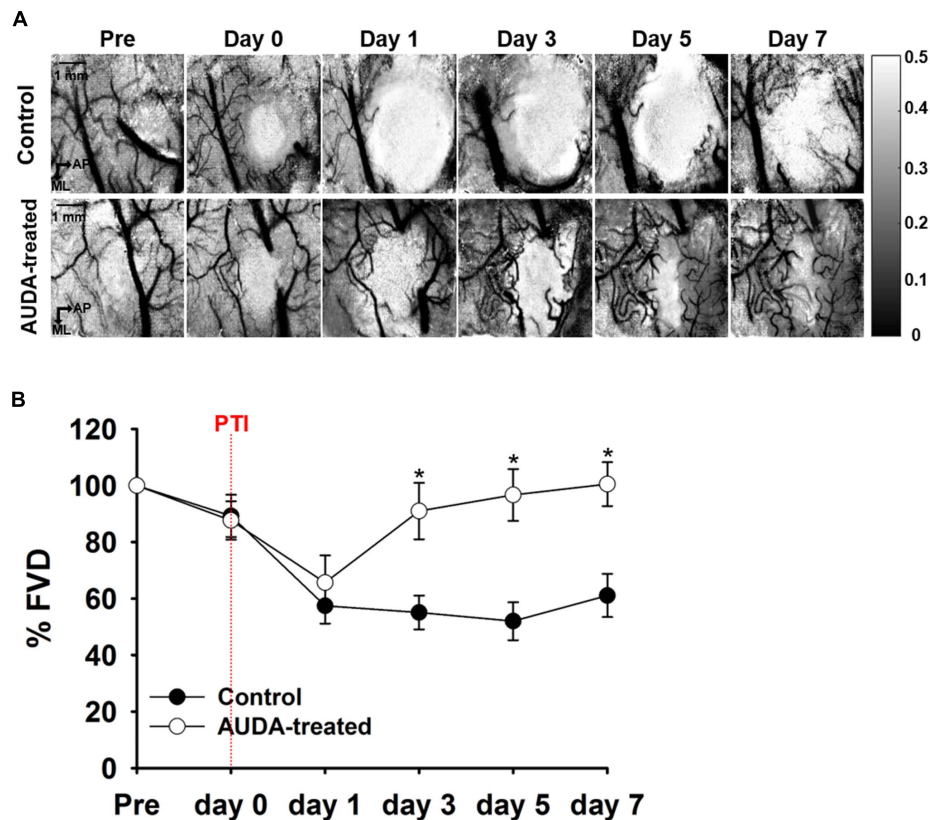 A
Pre Day 0 Day 1 Day 3 Day 5 Day 7
Control
1 mm
AP
ML
AUDA-treated
1 mm
AP
ML
0.5
0.4
0.3
0.2
0.1
0
B
PTI
% FVD
120
100
80
60
40
20
0
* * *
Control
AUDA-treated
Pre day 0 day 1 day 3 day 5 day 7